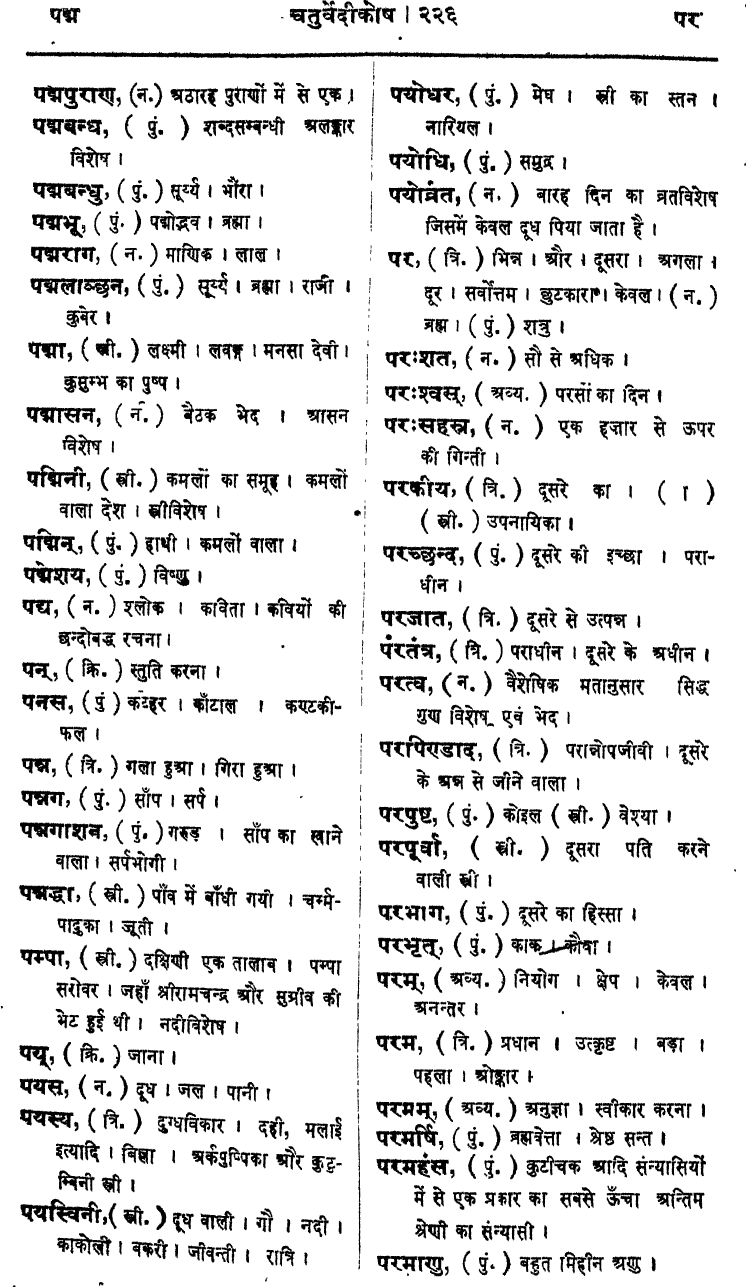 पद्म
चतुर्वेदीकोष । २२६
पर
पद्मपुराण, (न.) अठारह पुराणों में से एक ।
पद्मबन्ध, ( पुं. ) शब्दसम्बन्धी अलङ्कार
विशेष ।
पद्मबन्धु, ( पुं. ) सूर्य्य । भौंरा ।
पद्मभू, ( पुं. ) पद्मोद्भव । ब्रह्मा ।
पद्मराग, ( न. ) माणिक । लाल ।
पद्मलाञ्छन, ( पुं. ) सूर्य्य । ब्रह्मा । राजा ।
कुबेर ।
पद्मा, ( स्त्री. ) लक्ष्मी । लवङ्ग । मनसा देवी ।
कुसुम्भ का पुष्प ।
पद्मासन, ( न. ) बैठक भेद । आसन
विशेष ।
पद्मिनी, ( स्त्री. ) कमलों का समूह । कमलों
वाला देश । स्त्रीविशेष ।
पद्मिन्, ( पुं. ) हाथी । कमलों वाला ।
पद्मेशय, ( पुं. ) विष्णु ।
पद्य, ( न. ) श्लोक । कविता । कवियों की
छन्दोबद्ध रचना ।
पन्, ( क्रि. ) स्तुति करना ।
पनस, ( पुं ) कटहर । काँटाल । कण्टकी-
फल ।
पन्न, ( त्रि. ) गला हुआ । गिरा हुआ ।
पन्नग, ( पुं. ) साँप । सर्प ।
पन्नगाशन, ( पुं. ) गरुड़ । साँप का खाने
वाला । सर्पभोगी ।
पन्नद्धा, ( स्त्री. ) पाँव में बाँधी गयी । चर्म्म-
पादुका । जूती ।
पम्पा, ( स्त्री. ) दक्षिणी एक तालाब । पम्पा
सरोवर । जहाँ श्रीरामचन्द्र और सुग्रीव की
भेट हुई थी । नदीविशेष ।
पय्, ( क्रि. ) जाना ।
पयस, ( न. ) दूध । जल । पानी ।
पयस्य, ( त्रि. ) दुग्धविकार । दही, मलाई
इत्यादि । बिल्ला । अर्कपुष्पिका और कुटु-
म्बिनी स्त्री ।
पयस्विनी, ( स्त्री. ) दूध वाली । गौ । नदी ।
काकोली । बकरी । जीवन्ती । रात्रि ।
पयोधर, ( पुं. ) मेघ । स्त्री का स्तन ।
नारियल ।
पयोधि, ( पुं. ) समुद्र ।
पयोव्रत, ( न. ) बारह दिन का व्रतविशेष
जिसमें केवल दूध पिया जाता है ।
पर, ( त्रि. ) भिन्न । और । दूसरा । अगला ।
दूर । सर्वोत्तम । छुटकारा । केवल । ( न. )
ब्रह्म । ( पुं. ) शत्रु ।
परःशत, ( न. ) सौ से अधिक ।
परःश्वस्, ( अव्य. ) परसों का दिन ।
परःसहस्र, ( न. ) एक हज़ार से ऊपर
की गिन्ती ।
परकीय, ( त्रि. ) दूसरे का । ( ा )
( स्त्री. ) उपनायिका ।
परच्छन्द, ( पुं. ) दूसरे की इच्छा । परा-
धीन ।
परजात, ( त्रि. ) दूसरे से उत्पन्न ।
परतंत्र, ( त्रि. ) पराधीन । दूसरे के अधीन ।
परत्व, ( न. ) वैशेषिक मतानुसार सिद्ध
गुण विशेष एवं भेद ।
परपिण्डाद, ( त्रि. ) परान्नोपजीवी । दूसरे
के अन्न से जीने वाला ।
परपुष्ट, ( पुं. ) कोइल ( स्त्री. ) वेश्या ।
परपूर्वा, ( स्त्री. ) दूसरा पति करने
वाली स्त्री ।
परभाग, ( पुं. ) दूसरे का हिस्सा ।
परभृत्, ( पुं. ) काक । कौवा ।
परम्, ( अव्य. ) नियोग । क्षेप । केवल ।
अनन्तर ।
परम, ( त्रि. ) प्रधान । उत्कृष्ट । बड़ा ।
पहला । ओङ्कार ।
परमम्, ( अव्य. ) अनुज्ञा । स्वीकार करना ।
परमर्षि, ( पुं. ) ब्रह्मवेत्ता । श्रेष्ठ सन्त ।
परमहंस, ( पुं. ) कुटीचक आदि संन्यासियों
में से एक प्रकार का सबसे ऊँचा अन्तिम
श्रेणी का संन्यासी ।
परमाणु, ( पुं. ) बहुत मिहीन अणु ।